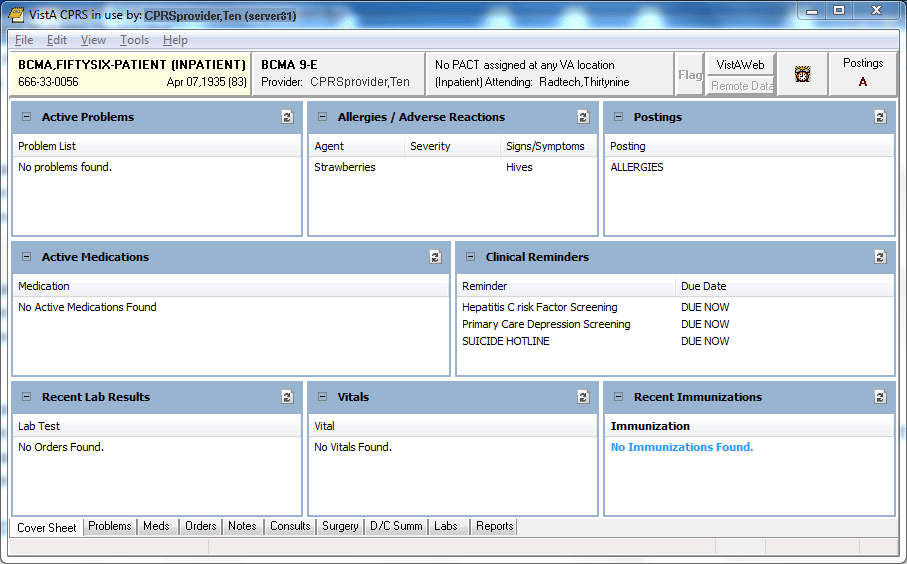 VistA CPRS in use by: CPRSprovider,Ten (server81)
File Edit View Tools Help
BCMA,FIFTYSIX-PATIENT (INPATIENT)
666-33-0056 Apr 07,1935 (83)
BCMA 9-E
Provider: CPRSprovider,Ten
No PACT assigned at any VA location
(Inpatient) Attending: Radtech,Thirtynine
Flag
VistAWeb
Remote Data
Postings
A
Active Problems
Problem List
No problems found.
Allergies / Adverse Reactions
Agent Severity Signs/Symptoms
Strawberries Hives
Postings
Posting
ALLERGIES
Active Medications
Medication
No Active Medications Found
Clinical Reminders
Reminder Due Date
Hepatitis C risk Factor Screening DUE NOW
Primary Care Depression Screening DUE NOW
SUICIDE HOTLINE DUE NOW
Recent Lab Results
Lab Test
No Orders Found.
Vitals
Vital
No Vitals Found.
Recent Immunizations
Immunization
No Immunizations Found.
Cover Sheet Problems Meds Orders Notes Consults Surgery D/C Summ Labs Reports